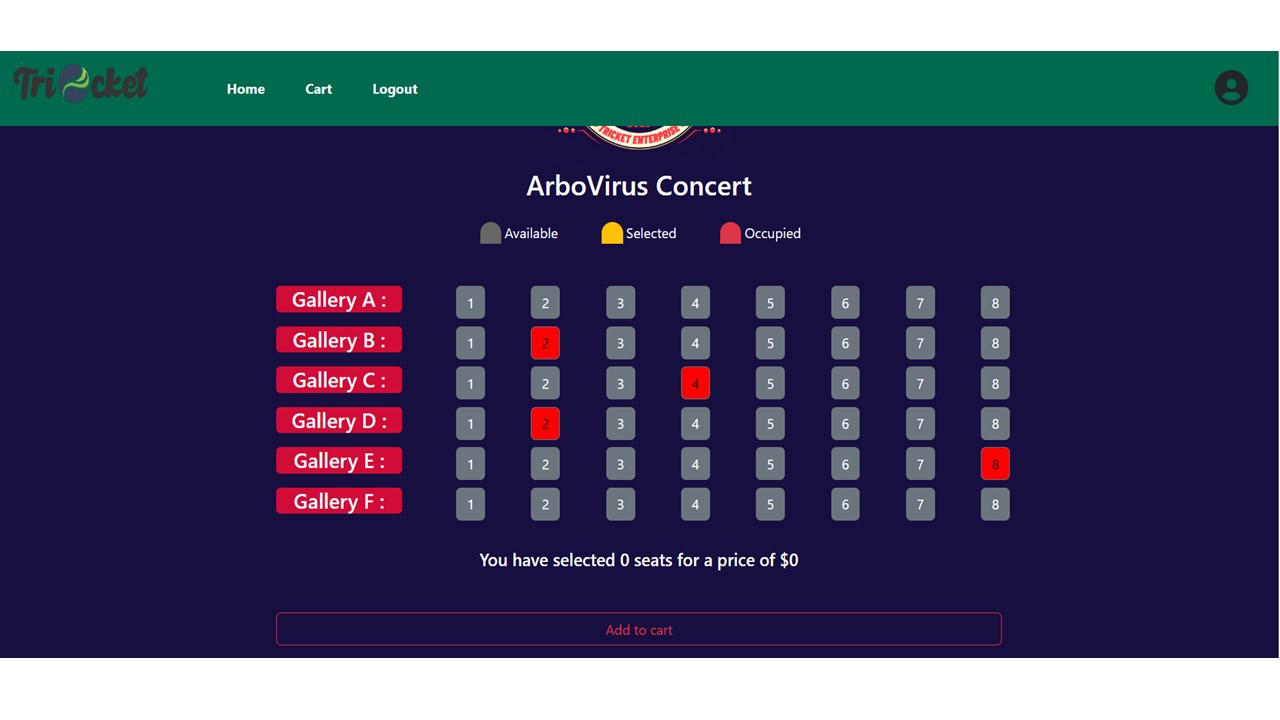 Tricket
Home Cart Logout
TRICKET ENTERPRISE
ArboVirus Concert
Available Selected Occupied
Gallery A : 1 2 3 4 5 6 7 8
Gallery B : 1 2 3 4 5 6 7 8
Gallery C : 1 2 3 4 5 6 7 8
Gallery D : 1 2 3 4 5 6 7 8
Gallery E : 1 2 3 4 5 6 7 8
Gallery F : 1 2 3 4 5 6 7 8
You have selected 0 seats for a price of $0
Add to cart